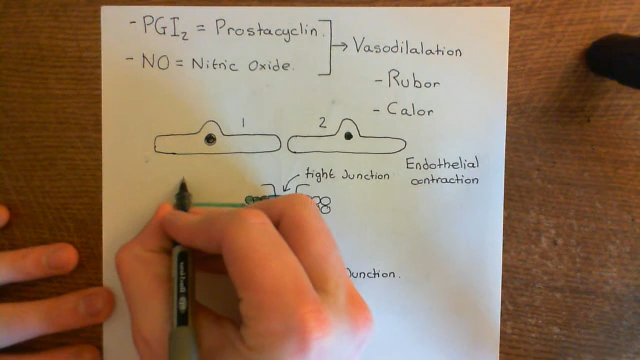 - PGI₂ = Prostacyclin.
- NO = Nitric Oxide.
→ Vasodilalation
- Rubor
- Calor
1 2
Endothelial
contraction
tight Junction
Junction.